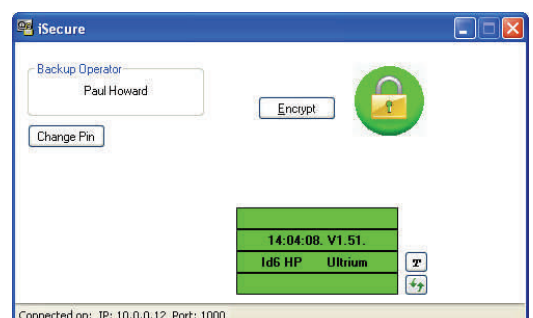 iSecure
Backup Operator
Paul Howard
Encrypt
Change Pin
14:04:08. V1.51.
Id6 HP Ultrium
T
Connected on: IP: 10.0.0.12 Port: 1000